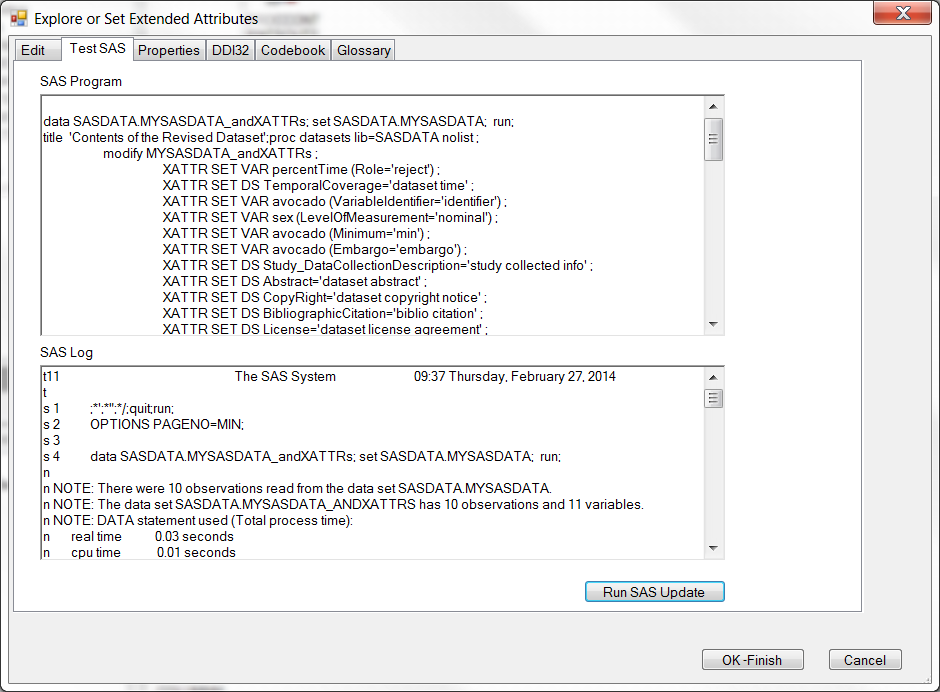 Explore or Set Extended Attributes
Edit Test SAS Properties DDI32 Codebook Glossary
SAS Program
data SASDATA.MYSASDATA_andXATTRs; set SASDATA.MYSASDATA; run;
title 'Contents of the Revised Dataset';proc datasets lib=SASDATA nolist;
modify MYSASDATA_andXATTRs ;
XATTR SET VAR percentTime (Role='reject') ;
XATTR SET DS TemporalCoverage='dataset time' ;
XATTR SET VAR avocado (VariableIdentifier='identifier') ;
XATTR SET VAR sex (LevelOfMeasurement='nominal') ;
XATTR SET VAR avocado (Minimum='min') ;
XATTR SET VAR avocado (Embargo='embargo') ;
XATTR SET DS Study_DataCollectionDescription='study collected info' ;
XATTR SET DS Abstract='dataset abstract' ;
XATTR SET DS CopyRight='dataset copyright notice' ;
XATTR SET DS BibliographicCitation='biblio citation' ;
XATTR SET DS License='dataset license agreement' ;
SAS Log
t11 The SAS System 09:37 Thursday, February 27, 2014
t
s 1 ;*';*";*/;quit;run;
s 2 OPTIONS PAGENO=MIN;
s 3
s 4 data SASDATA.MYSASDATA_andXATTRs; set SASDATA.MYSASDATA; run;
n
n NOTE: There were 10 observations read from the data set SASDATA.MYSASDATA.
n NOTE: The data set SASDATA.MYSASDATA_ANDXATTRS has 10 observations and 11 variables.
n NOTE: DATA statement used (Total process time):
n real time 0.03 seconds
n cpu time 0.01 seconds
Run SAS Update
OK -Finish Cancel